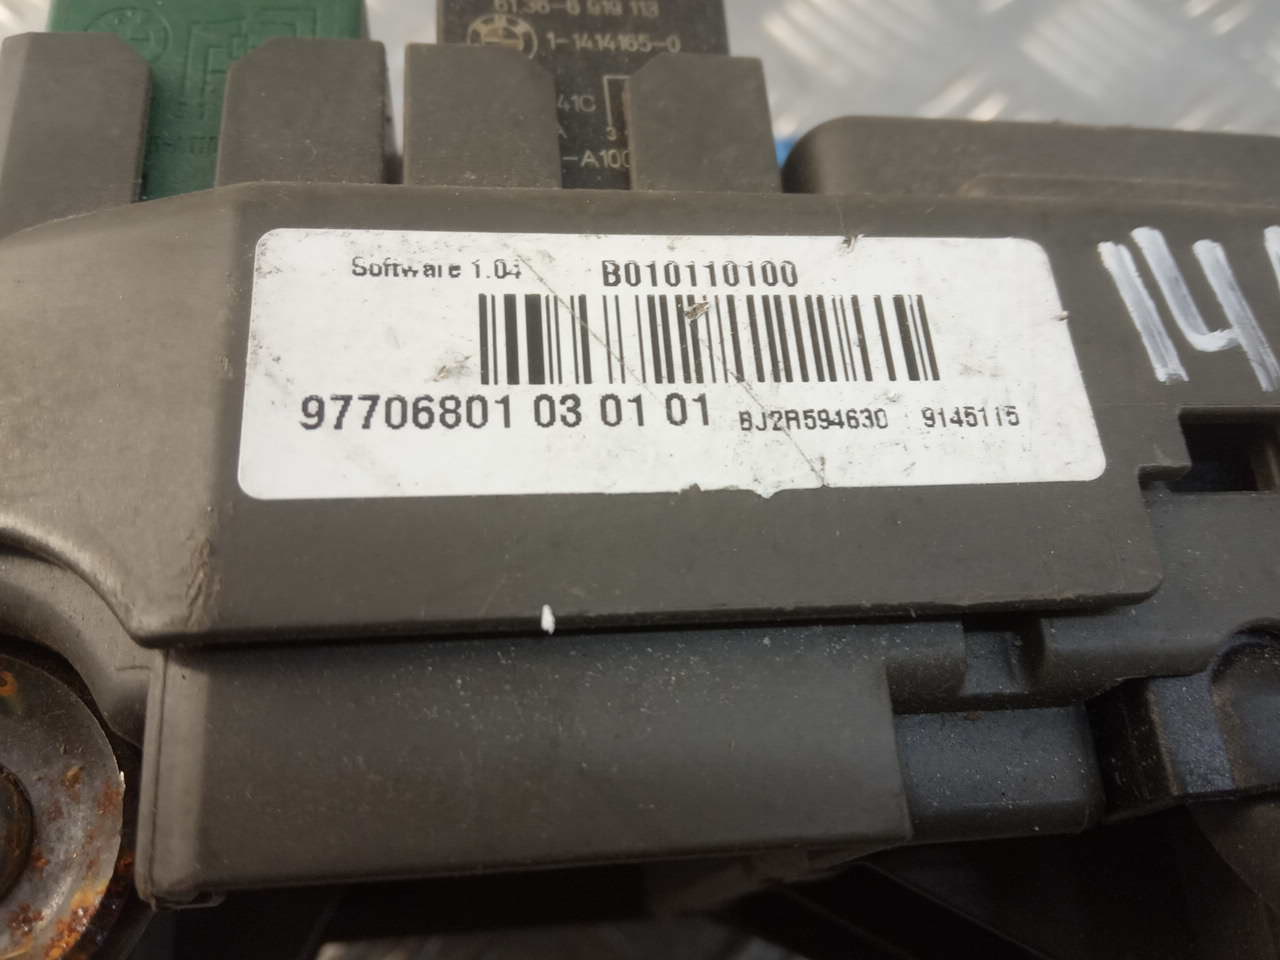 61.36-6 919 113
1-1414165-0
41C
A 3
-A100
Software 1.04 B010110100
97706801 03 01 01 BJ2R594630 9145115
14